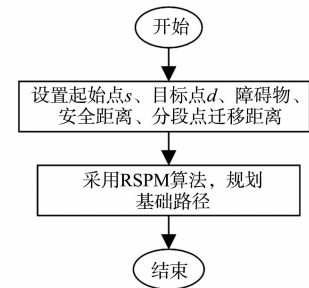 开始
设置起始点s、目标点d、障碍物、
安全距离、分段点迁移距离
采用RSPM算法，规划
基础路径
结束